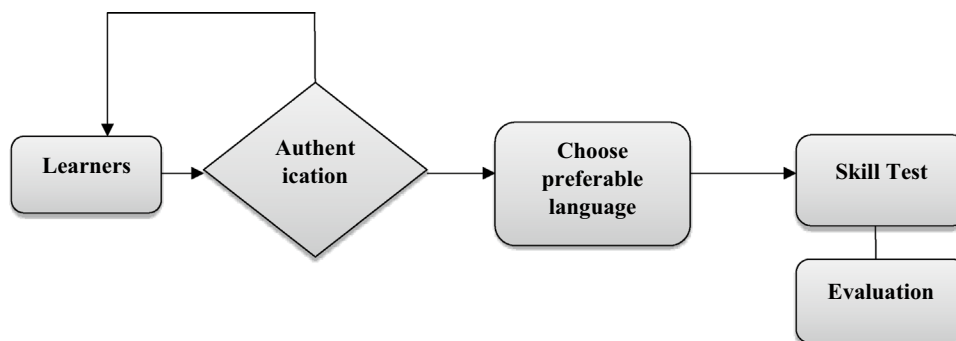 Learners
Authent
ication
Choose
preferable
language
Skill Test
Evaluation